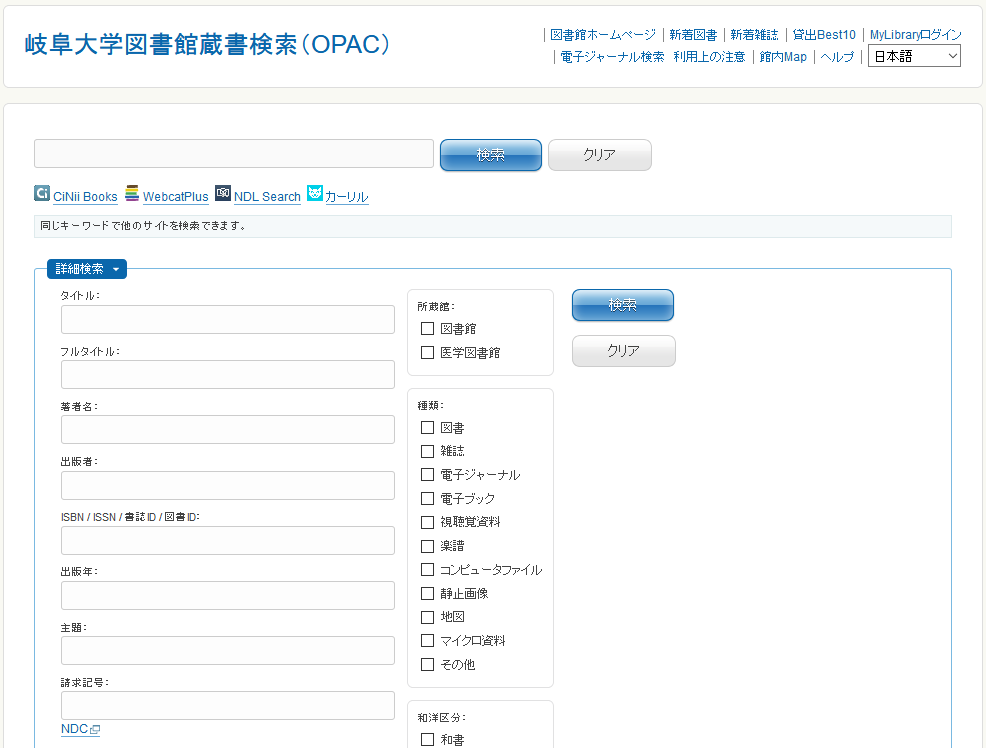 岐阜大学図書館蔵書検索(OPAC)
図書館ホームページ | 新着図書 | 新着雑誌 | 貸出Best10 | MyLibraryログイン
電子ジャーナル検索 利用上の注意 | 館内Map | ヘルプ | 日本語
検索 クリア
CiNii Books WebcatPlus NDL Search カーリル
同じキーワードで他のサイトを検索できます。
詳細検索
タイトル:
フルタイトル:
著者名:
出版者:
ISBN / ISSN / 書誌ID / 図書ID:
出版年:
主題:
請求記号:
NDC
所蔵館:
図書館
医学図書館
種類:
図書
雑誌
電子ジャーナル
電子ブック
視聴覚資料
楽譜
コンピュータファイル
静止画像
地図
マイクロ資料
その他
和洋区分:
和書
検索
クリア